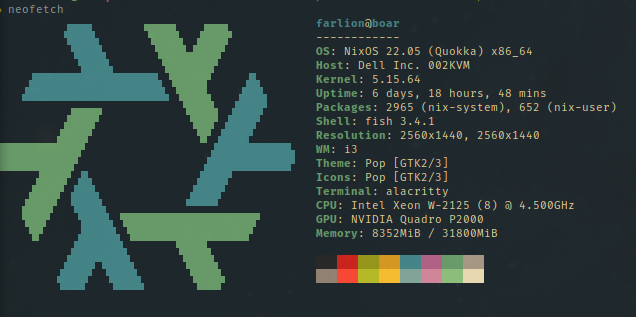 neofetch
farlion@boar
------------
OS: NixOS 22.05 (Quokka) x86_64
Host: Dell Inc. 002KVM
Kernel: 5.15.64
Uptime: 6 days, 18 hours, 48 mins
Packages: 2965 (nix-system), 652 (nix-user)
Shell: fish 3.4.1
Resolution: 2560x1440, 2560x1440
WM: i3
Theme: Pop [GTK2/3]
Icons: Pop [GTK2/3]
Terminal: alacritty
CPU: Intel Xeon W-2125 (8) @ 4.500GHz
GPU: NVIDIA Quadro P2000
Memory: 8352MiB / 31800MiB